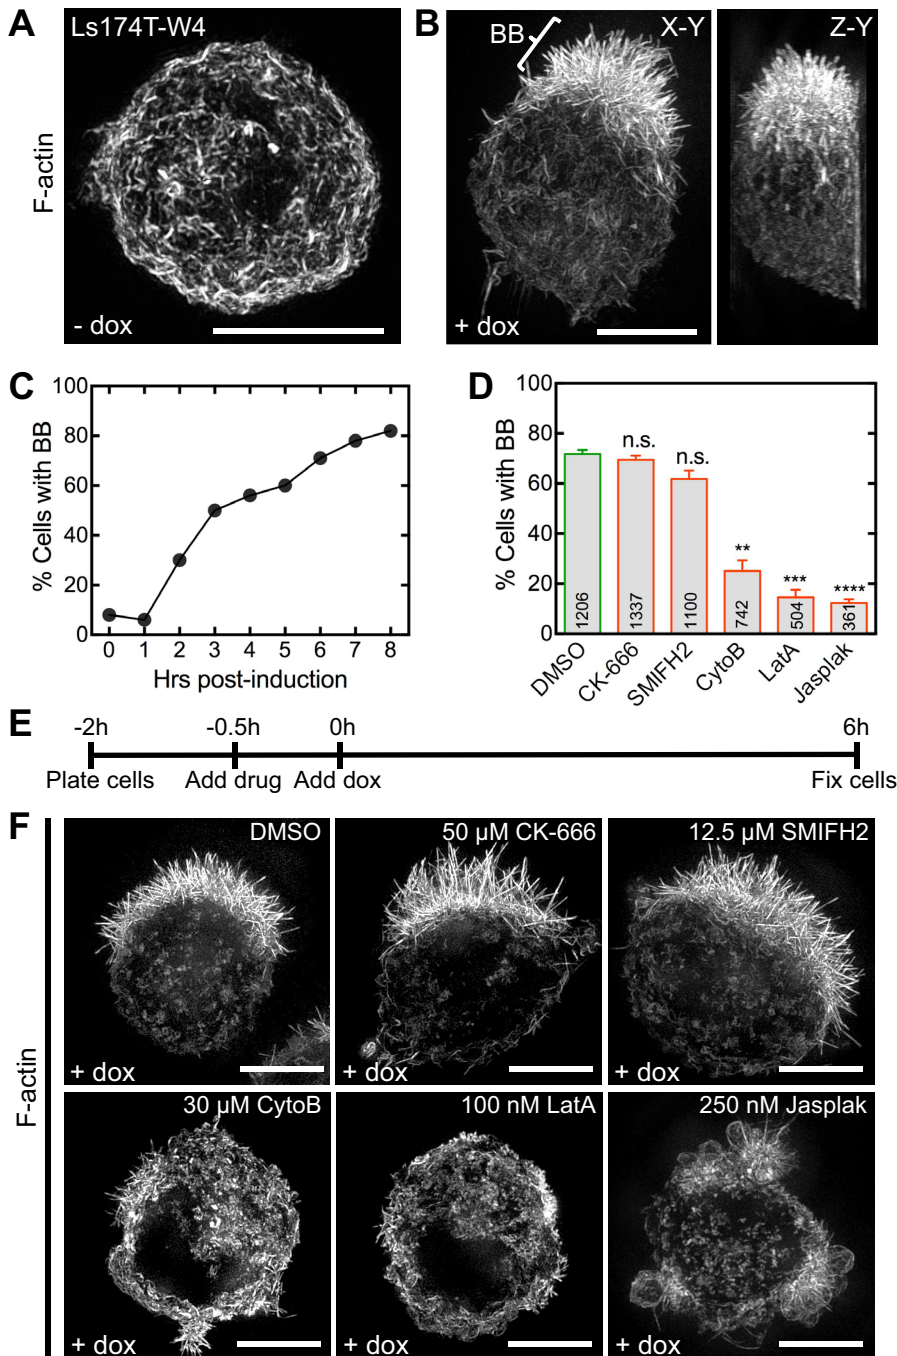 A
Ls174T-W4
F-actin
- dox
B
BB
X-Y
+ dox
Z-Y
C
% Cells with BB
100
80
60
40
20
0
0 1 2 3 4 5 6 7 8
Hrs post-induction
D
% Cells with BB
100
80
60
40
20
0
n.s.
n.s.
**
***
****
1206
1337
1100
742
504
361
DMSO
CK-666
SMIFH2
CytoB
LatA
Jasplak
E
-2h -0.5h 0h 6h
Plate cells Add drug Add dox Fix cells
F
F-actin
DMSO
+ dox
50 µM CK-666
+ dox
12.5 µM SMIFH2
+ dox
30 µM CytoB
+ dox
100 nM LatA
+ dox
250 nM Jasplak
+ dox